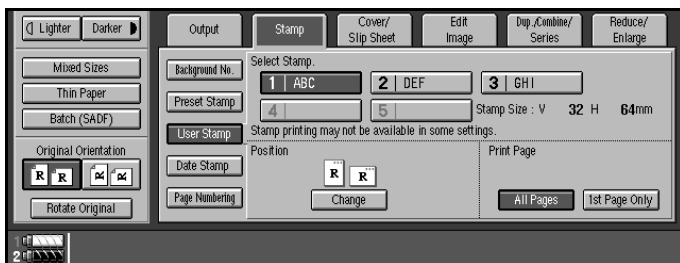 Lighter Darker
Mixed Sizes
Thin Paper
Batch (SADF)
Original Orientation
R R R R
Rotate Original
Output
Stamp
Cover/
Slip Sheet
Edit
Image
Dup./Combine/
Series
Reduce/
Enlarge
Background No.
Preset Stamp
User Stamp
Date Stamp
Page Numbering
Select Stamp.
1 ABC 2 DEF 3 GHI
4 5 Stamp Size : V 32 H 64mm
Stamp printing may not be available in some settings.
Position
R R
Change
Print Page
All Pages 1st Page Only
1
2